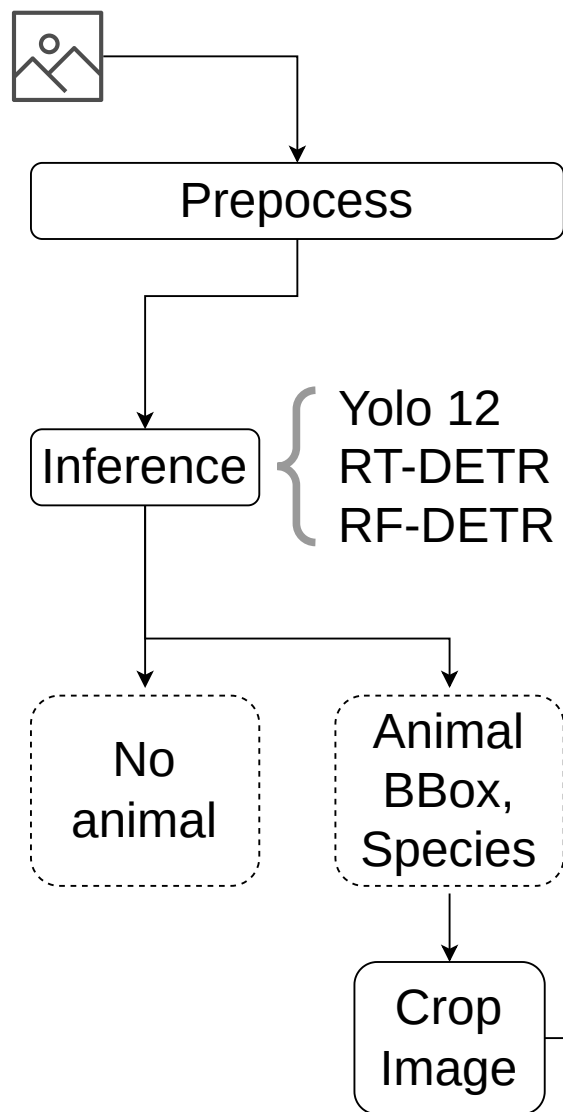 Prepocess
Inference
Yolo 12
RT-DETR
RF-DETR
No
animal
Animal
BBox,
Species
Crop
Image